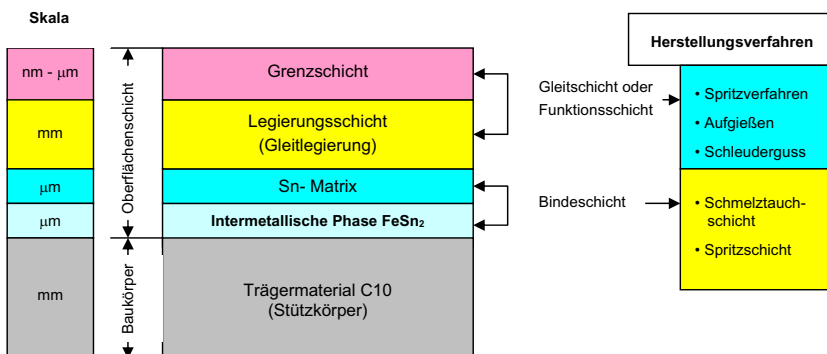 Skala
nm - μm
mm
μm
μm
mm
Oberflächenschicht
Baukörper
Grenzschicht
Legierungsschicht
(Gleitlegierung)
Sn- Matrix
Intermetallische Phase FeSn₂
Trägermaterial C10
(Stützkörper)
Gleitschicht oder
Funktionsschicht
Bindeschicht
Herstellungsverfahren
• Spritzverfahren
• Aufgießen
• Schleuderguss
• Schmelztauch-
schicht
• Spritzschicht